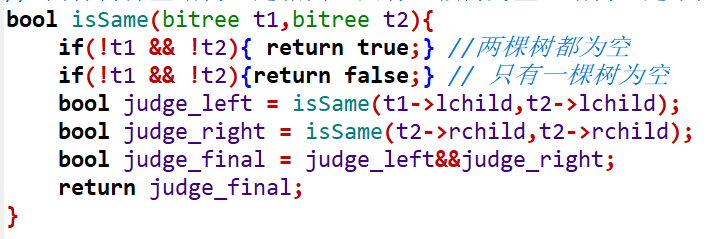 bool isSame(bitree t1,bitree t2){
if(!t1 && !t2){ return true;} //两棵树都为空
if(!t1 && !t2){return false;} // 只有一棵树为空
bool judge_left = isSame(t1->lchild,t2->lchild);
bool judge_right = isSame(t2->rchild,t2->rchild);
bool judge_final = judge_left&&judge_right;
return judge_final;
}